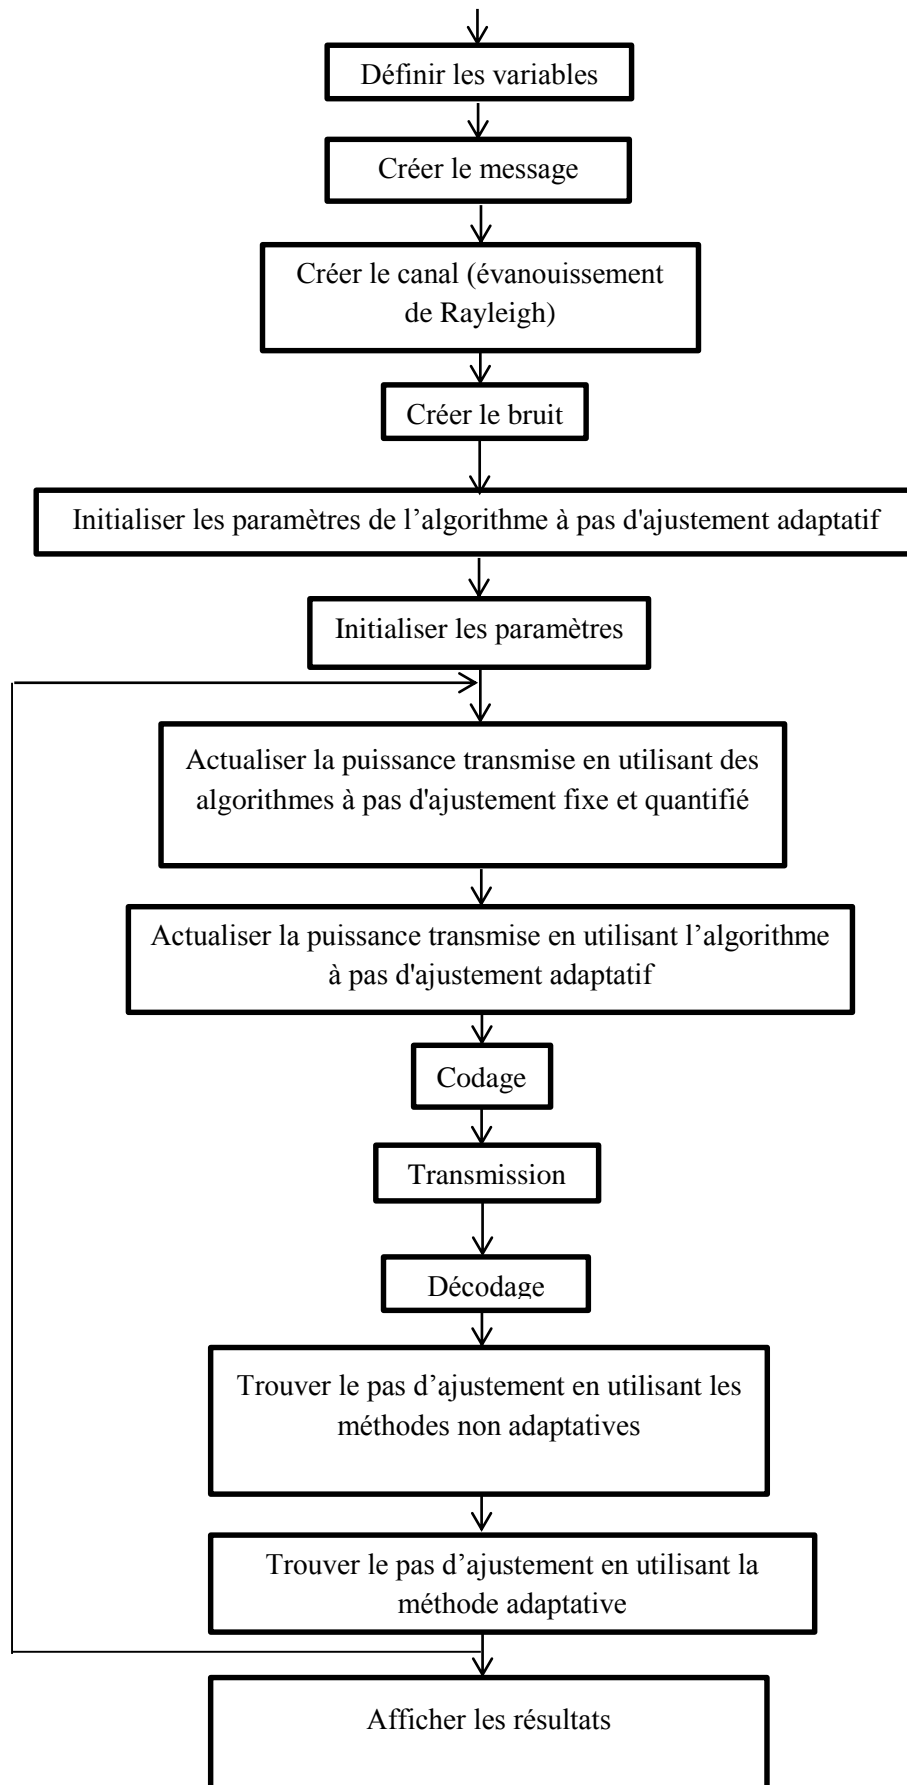 Définir les variables
Créer le message
Créer le canal (évanouissement
de Rayleigh)
Créer le bruit
Initialiser les paramètres de l’algorithme à pas d'ajustement adaptatif
Initialiser les paramètres
Actualiser la puissance transmise en utilisant des
algorithmes à pas d'ajustement fixe et quantifié
Actualiser la puissance transmise en utilisant l’algorithme
à pas d'ajustement adaptatif
Codage
Transmission
Décodage
Trouver le pas d’ajustement en utilisant les
méthodes non adaptatives
Trouver le pas d’ajustement en utilisant la
méthode adaptative
Afficher les résultats